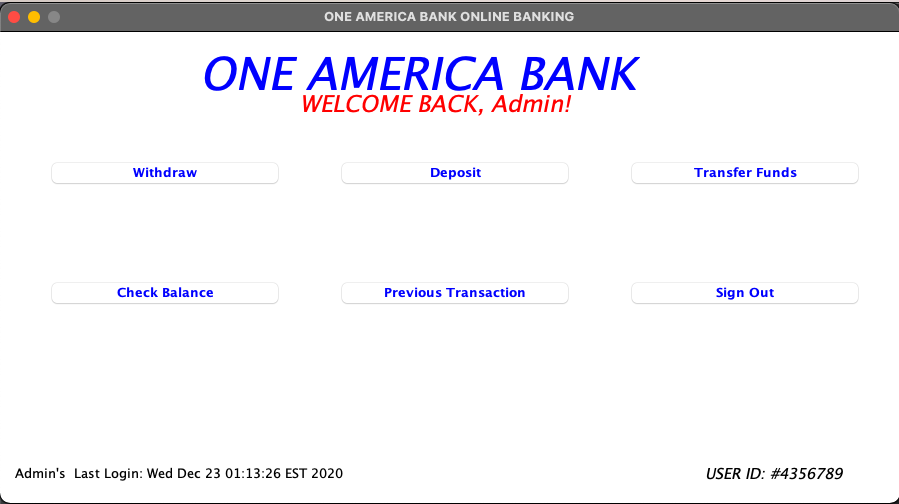 ONE AMERICA BANK ONLINE BANKING
ONE AMERICA BANK
WELCOME BACK, Admin!
Withdraw Deposit Transfer Funds
Check Balance Previous Transaction Sign Out
Admin's  Last Login: Wed Dec 23 01:13:26 EST 2020 USER ID: #4356789